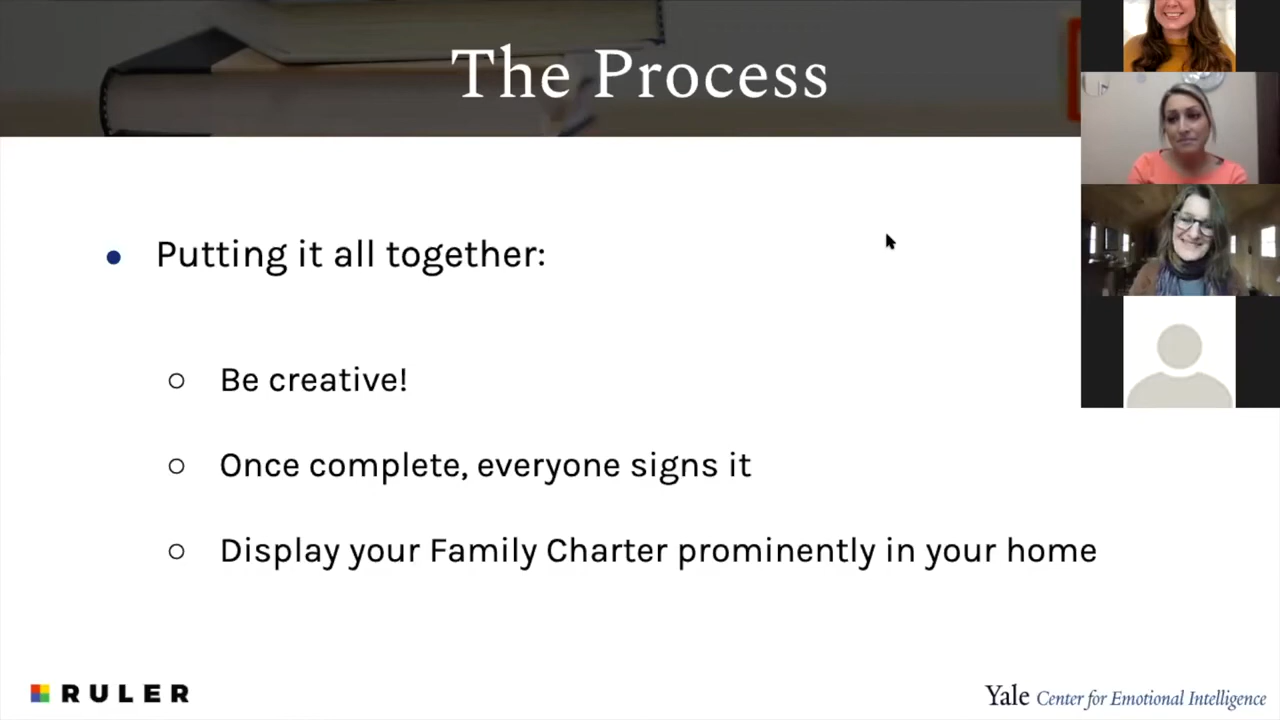 The Process
Putting it all together:
Be creative!
Once complete, everyone signs it
Display your Family Charter prominently in your home
RULER
Yale Center for Emotional Intelligence